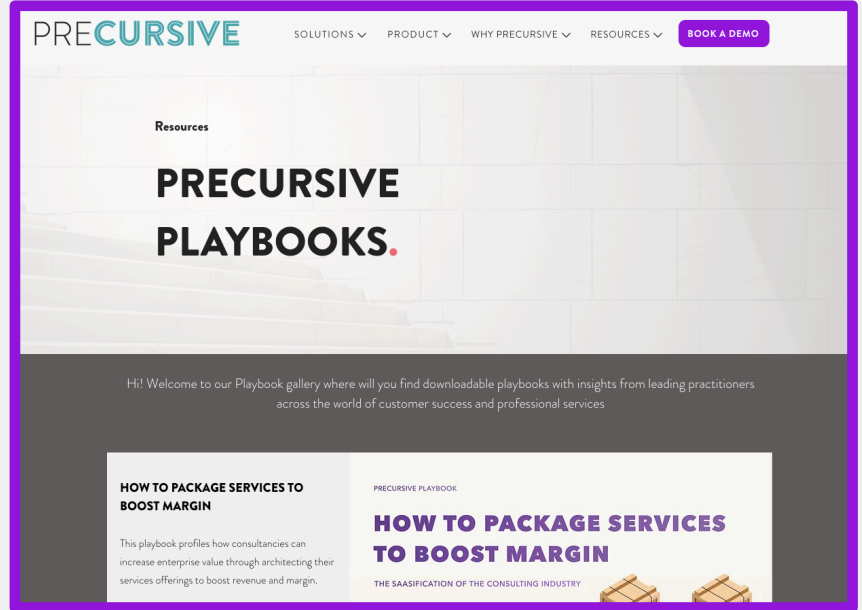 PRECURSIVE
SOLUTIONS
PRODUCT
WHY PRECURSIVE
RESOURCES
BOOK A DEMO
Resources
PRECURSIVE
PLAYBOOKS.
Hi! Welcome to our Playbook gallery where will you find downloadable playbooks with insights from leading practitioners
across the world of customer success and professional services
HOW TO PACKAGE SERVICES TO
BOOST MARGIN
This playbook profiles how consultancies can
increase enterprise value through architecting their
services offerings to boost revenue and margin.
PRECURSIVE PLAYBOOK
HOW TO PACKAGE SERVICES
TO BOOST MARGIN
THE SAASIFICATION OF THE CONSULTING INDUSTRY